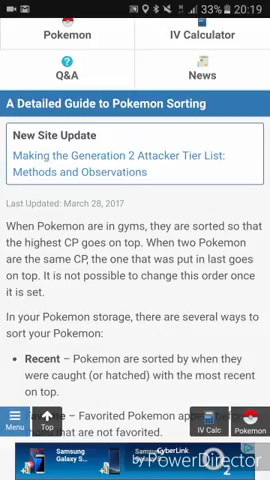 33% 20:19
Pokemon
IV Calculator
Q&A
News
A Detailed Guide to Pokemon Sorting
New Site Update
Making the Generation 2 Attacker Tier List:
Methods and Observations
Last Updated: March 28, 2017
When Pokemon are in gyms, they are sorted so that
the highest CP goes on top. When two Pokemon
are the same CP, the one that was put in last goes
on top. It is not possible to change this order once
it is set.
In your Pokemon storage, there are several ways to
sort your Pokemon:
• Recent – Pokemon are sorted by when they
were caught (or hatched) with the most recent
on top.
– Favorited Pokemon
that are not favorited.
Menu
Top
IV Calc
Pokemon
Samsung
Galaxy S...
Samsung
Galaxy
CyberLink
by PowerDirector
O2